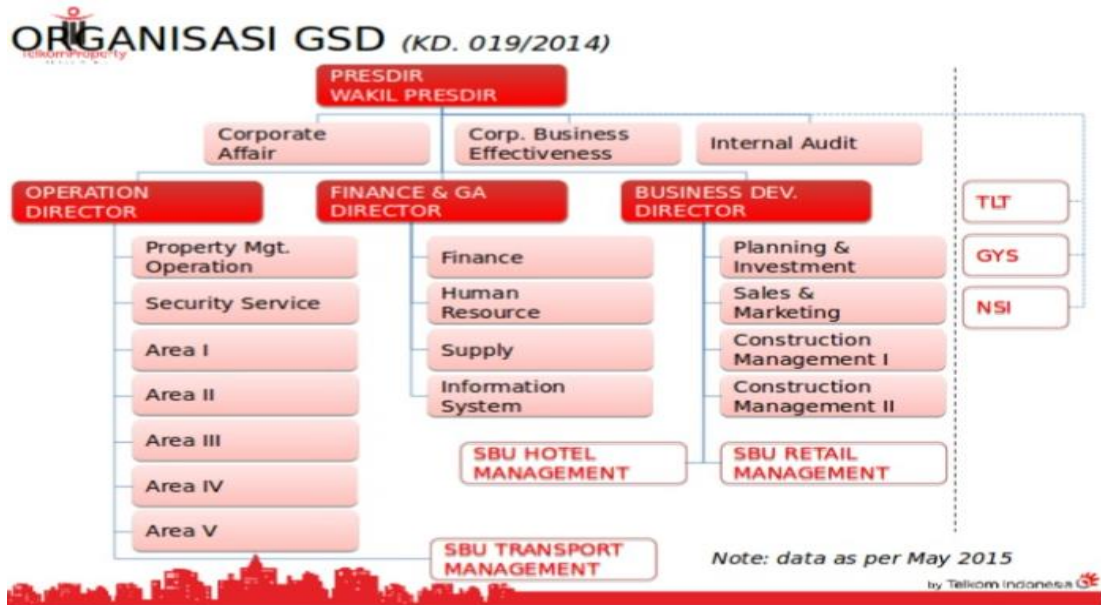 ORGANISASI GSD (KD. 019/2014)
TelkomProperty
PRESDIR
WAKIL PRESDIR
Corporate
Affair
Corp. Business
Effectiveness
Internal Audit
OPERATION
DIRECTOR
FINANCE & GA
DIRECTOR
BUSINESS DEV.
DIRECTOR
Property Mgt.
Operation
Security Service
Area I
Area II
Area III
Area IV
Area V
Finance
Human
Resource
Supply
Information
System
Planning &
Investment
Sales &
Marketing
Construction
Management I
Construction
Management II
SBU HOTEL
MANAGEMENT
SBU RETAIL
MANAGEMENT
SBU TRANSPORT
MANAGEMENT
TLT
GYS
NSI
Note: data as per May 2015
by Telkom Indonesia